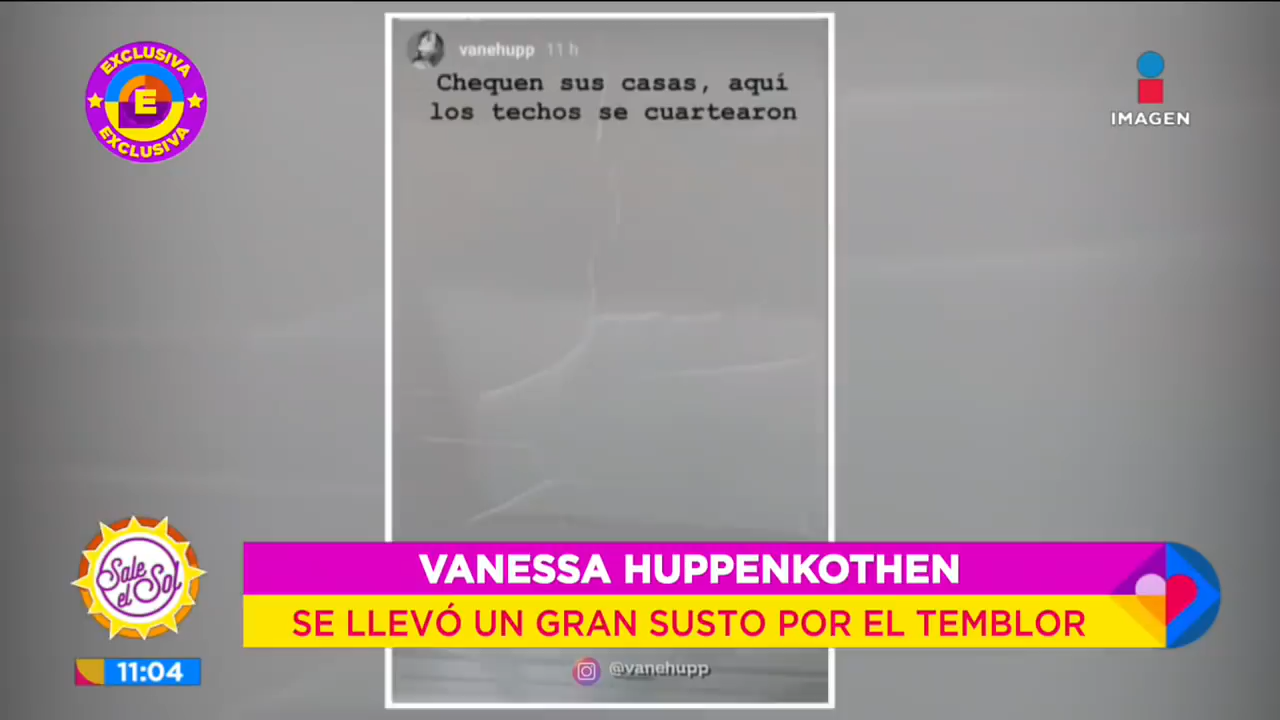 EXCLUSIVA
E
EXCLUSIVA
vanehupp 11 h
Chequen sus casas, aquí
los techos se cuartearon
IMAGEN
Sale
el Sol
VANESSA HUPPENKOTHEN
SE LLEVÓ UN GRAN SUSTO POR EL TEMBLOR
11:04
@vanehupp